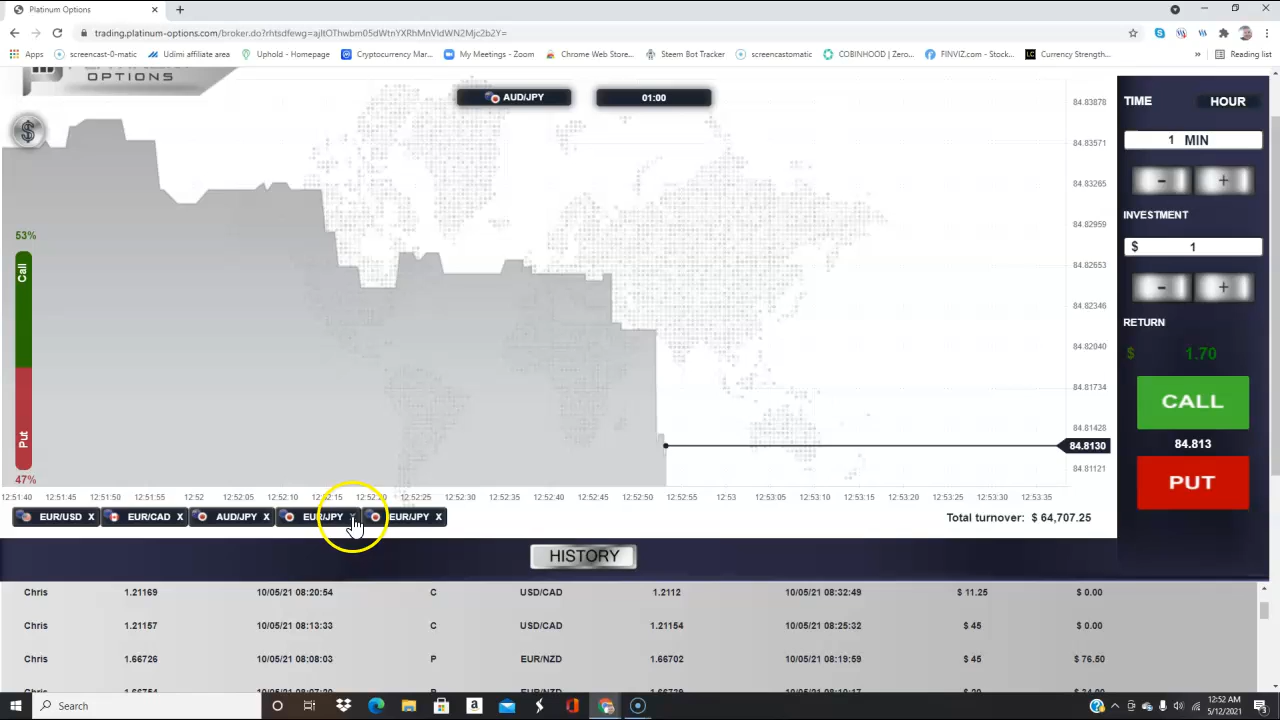 Platinum Options
trading.platinum-options.com/broker.do?rhtsdfewg=ajItOThwbm05dWtnYXRhMnVldWN2Mjc2b2Y=
Apps screencast-0-matic Udimi affiliate area Uphold - Homepage Cryptocurrency Mar... My Meetings - Zoom Chrome Web Store... Steem Bot Tracker screencastomatic COBINHOOD | Zero... FINVIZ.com - Stock... Currency Strength... » Reading list
OPTIONS
AUD/JPY 01:00
84.83878
84.83571
84.83265
84.82959
84.82653
84.82346
84.82040
84.81734
84.81428
84.8130
84.81121
53%
Call
Put
47%
12:51:40 12:51:45 12:51:50 12:51:55 12:52 12:52:05 12:52:10 12:52:15 12:52:20 12:52:25 12:52:30 12:52:35 12:52:40 12:52:45 12:52:50 12:52:55 12:53 12:53:05 12:53:10 12:53:15 12:53:20 12:53:25 12:53:30 12:53:35
EUR/USD X EUR/CAD X AUD/JPY X EUR/JPY X EUR/JPY X
Total turnover: $ 64,707.25
TIME HOUR
1 MIN
- +
INVESTMENT
$ 1
- +
RETURN
$ 1.70
CALL
84.813
PUT
HISTORY
Chris 1.21169 10/05/21 08:20:54 C USD/CAD 1.2112 10/05/21 08:32:49 $ 11.25 $ 0.00
Chris 1.21157 10/05/21 08:13:33 C USD/CAD 1.21154 10/05/21 08:25:32 $ 45 $ 0.00
Chris 1.66726 10/05/21 08:08:03 P EUR/NZD 1.66702 10/05/21 08:19:59 $ 45 $ 76.50
Chris
Search
12:52 AM
5/12/2021